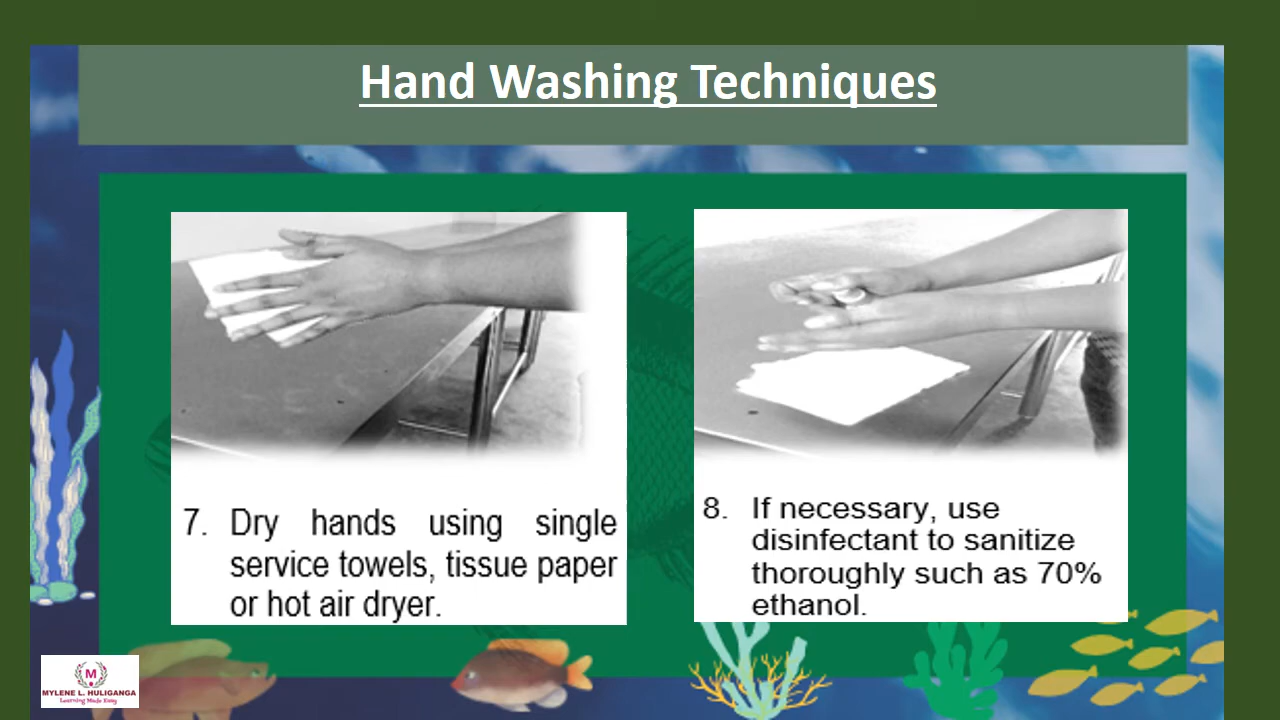 Hand Washing Techniques
7. Dry hands using single
service towels, tissue paper
or hot air dryer.
8. If necessary, use
disinfectant to sanitize
thoroughly such as 70%
ethanol.
M
MYLENE L. HULIGANGA
Learning Made Easy